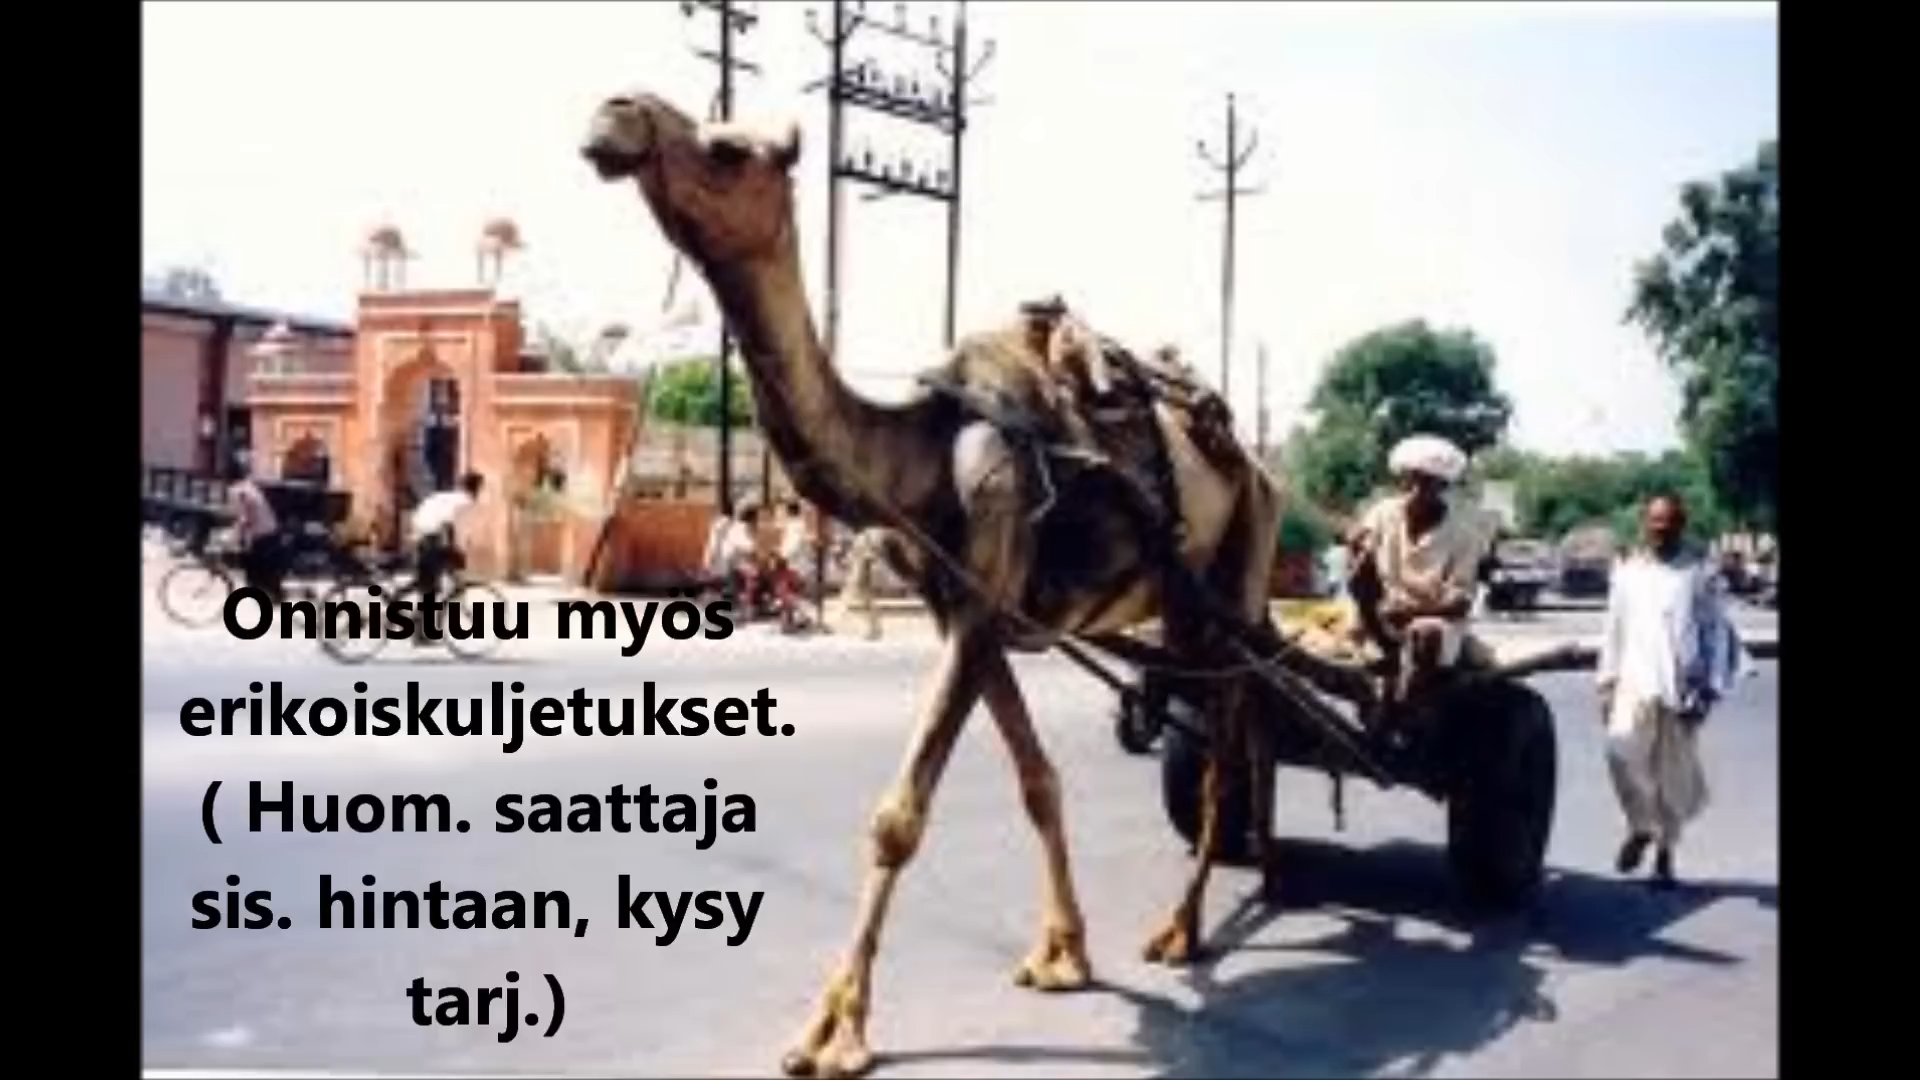 Onnistuu myös
erikoiskuljetukset.
( Huom. saattaja
sis. hintaan, kysy
tarj.)